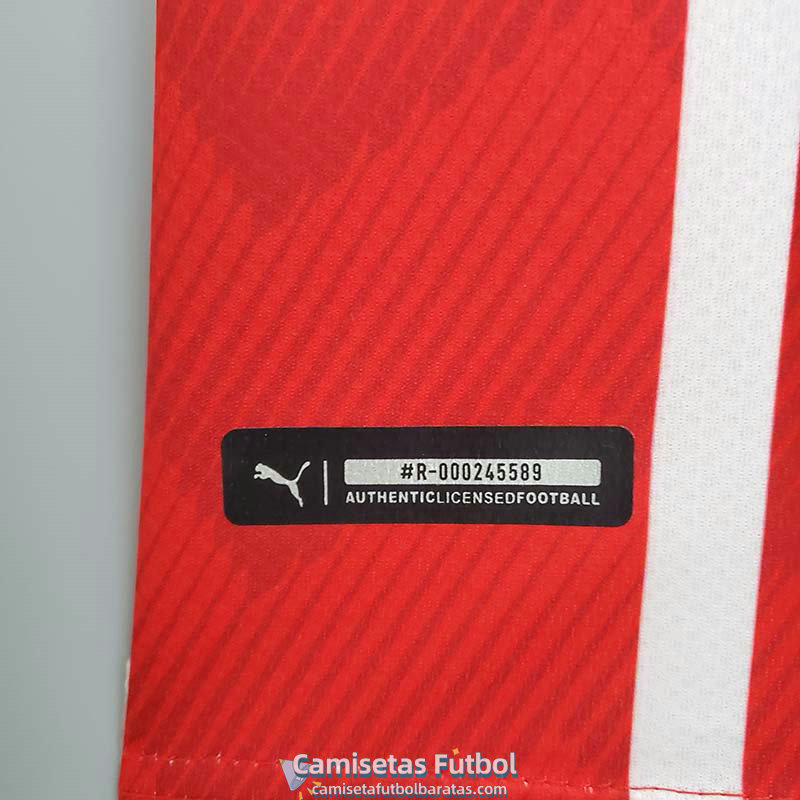 #R-000245589
AUTHENTICLICENSEDFOOTBALL
Camisetas Futbol
camisetafutbolbaratas.com